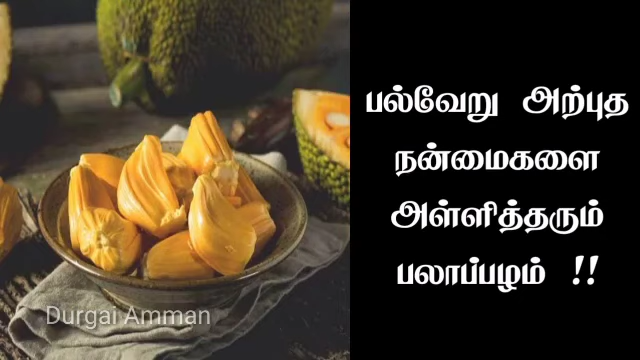 பல்வேறு அற்புத
நன்மைகளை
அள்ளித்தரும்
பலாப்பழம் !!
Durgai Amman